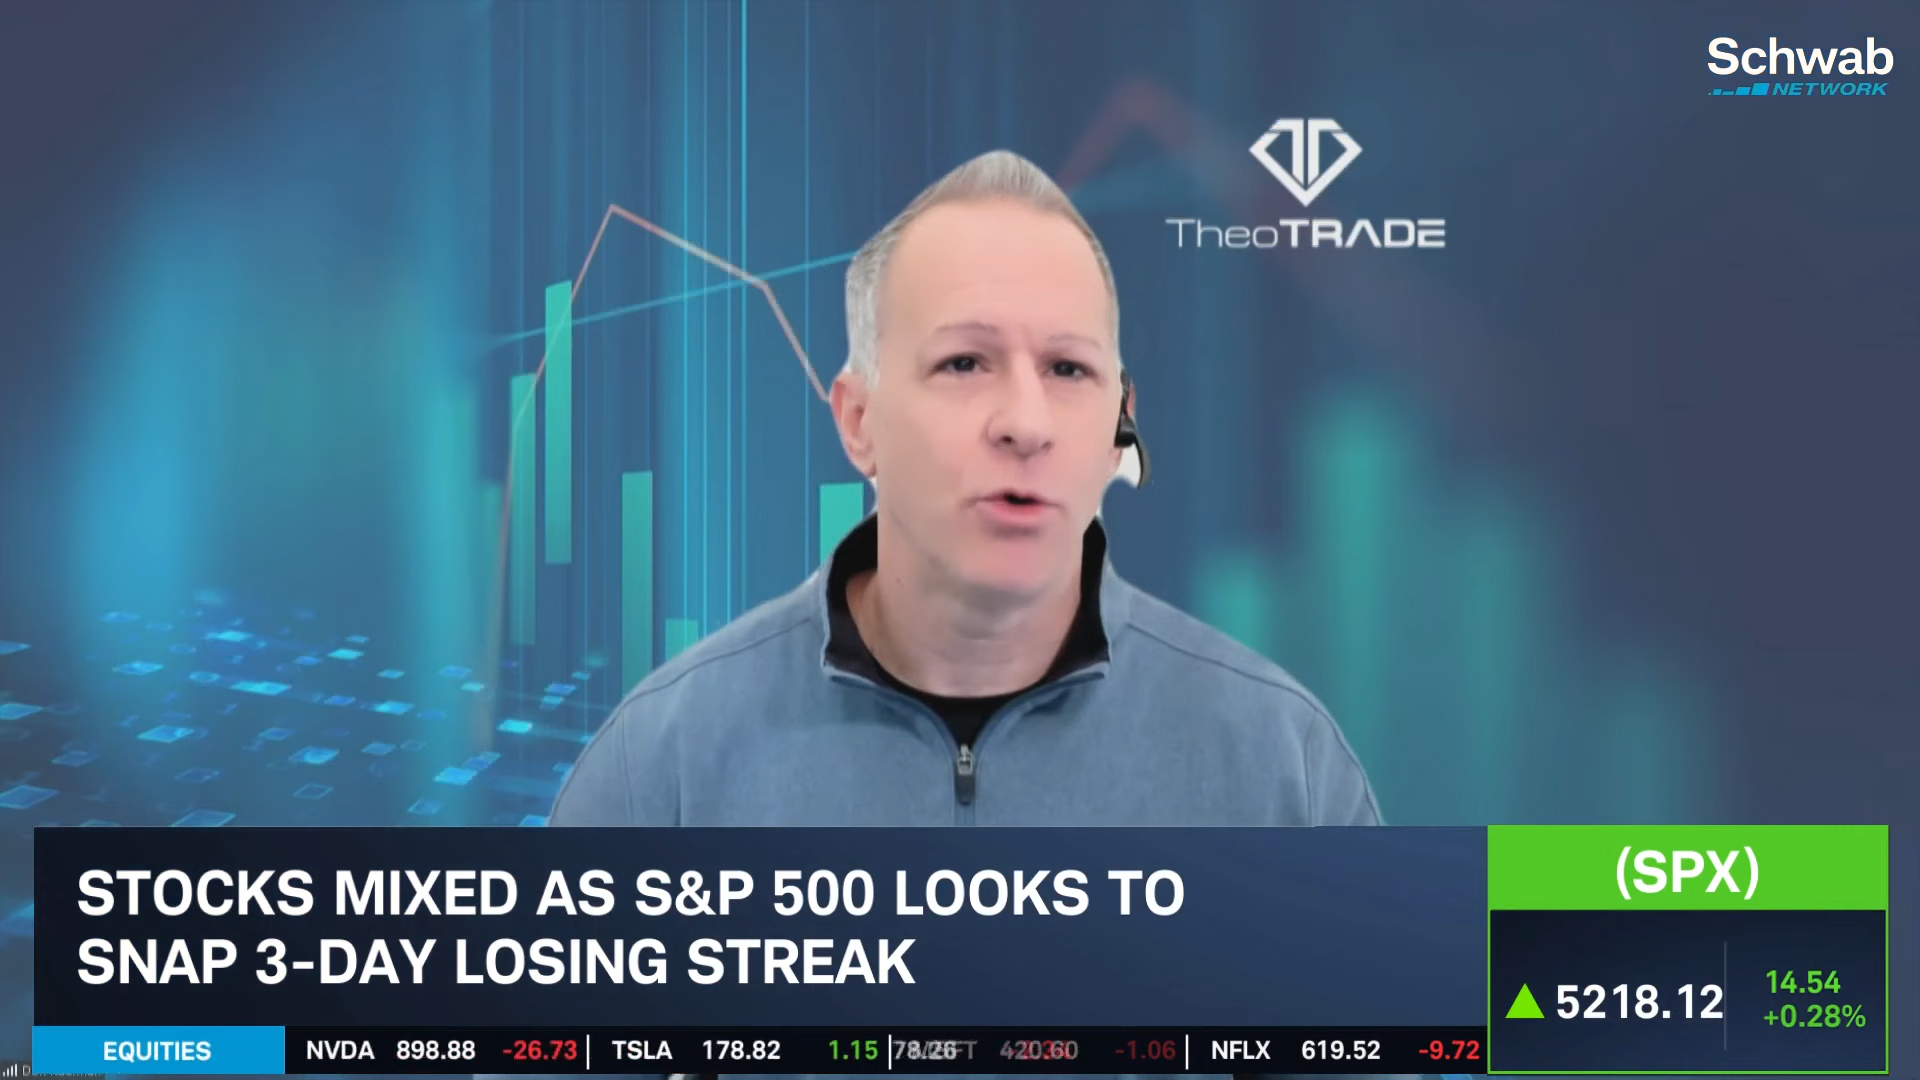 Schwab
NETWORK
TheoTRADE
STOCKS MIXED AS S&P 500 LOOKS TO
SNAP 3-DAY LOSING STREAK
(SPX)
5218.12
14.54
+0.28%
EQUITIES
NVDA 898.88 -26.73 TSLA 178.82 1.15 -1.06 NFLX 619.52 -9.72